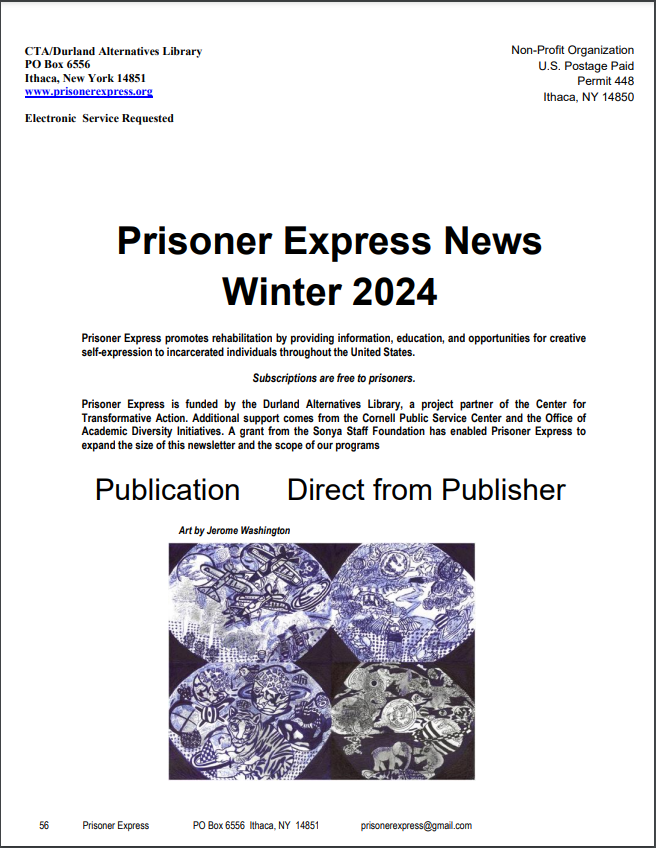 CTA/Durland Alternatives Library
PO Box 6556
Ithaca, New York 14851
www.prisonerexpress.org
Electronic  Service Requested
Non-Profit Organization
U.S. Postage Paid
Permit 448
Ithaca, NY 14850
Prisoner Express News
Winter 2024
Prisoner Express promotes rehabilitation by providing information, education, and opportunities for creative
self-expression to incarcerated individuals throughout the United States.
Subscriptions are free to prisoners.
Prisoner Express is funded by the Durland Alternatives Library, a project partner of the Center for
Transformative Action. Additional support comes from the Cornell Public Service Center and the Office of
Academic Diversity Initiatives. A grant from the Sonya Staff Foundation has enabled Prisoner Express to
expand the size of this newsletter and the scope of our programs
Publication Direct from Publisher
Art by Jerome Washington
56 Prisoner Express PO Box 6556 Ithaca, NY 14851 prisonerexpress@gmail.com